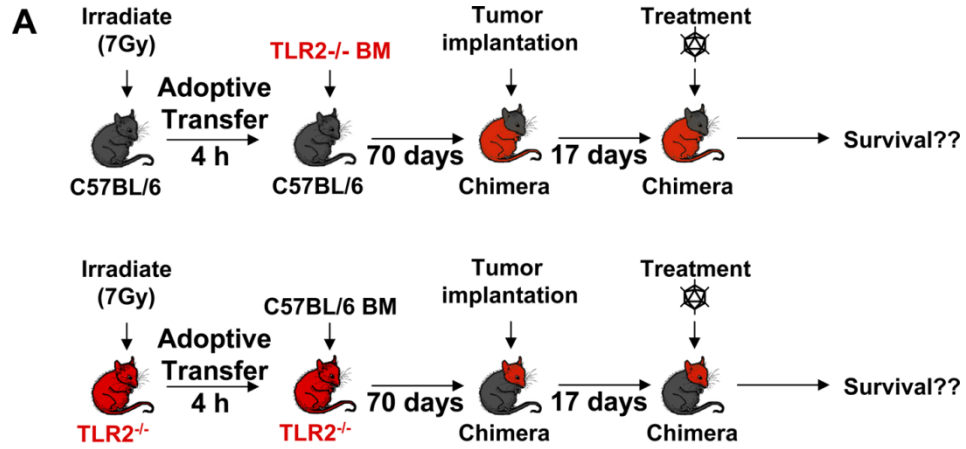 A
Irradiate
(7Gy)
Adoptive
Transfer
4 h
C57BL/6
TLR2-/- BM
C57BL/6
70 days
Tumor
implantation
Chimera
17 days
Treatment
Chimera
Survival??
Irradiate
(7Gy)
Adoptive
Transfer
4 h
TLR2-/-
C57BL/6 BM
TLR2-/-
70 days
Tumor
implantation
Chimera
17 days
Treatment
Chimera
Survival??